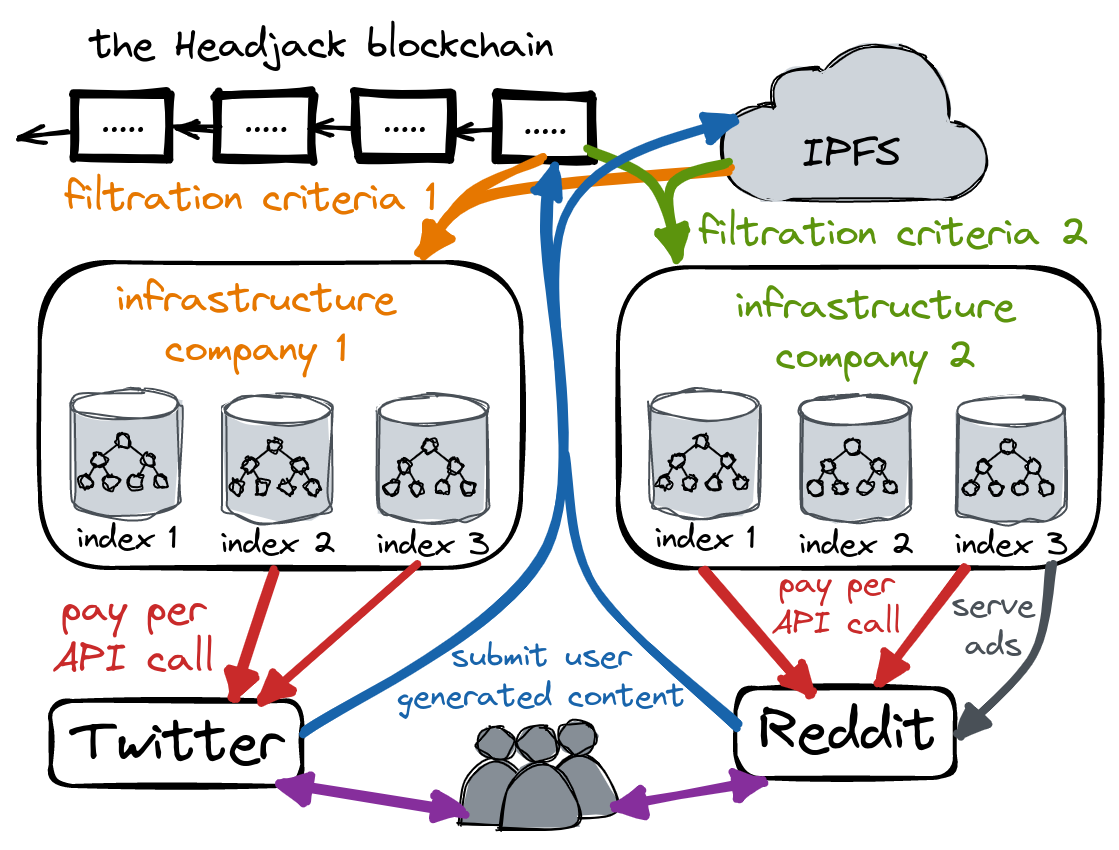 the Headjack blockchain
.....
.....
.....
.....
IPFS
filtration criteria 1
filtration criteria 2
infrastructure
company 1
infrastructure
company 2
index 1
index 2
index 3
index 1
index 2
index 3
pay per
API call
pay per
API call
serve
ads
submit user
generated content
Twitter
Reddit